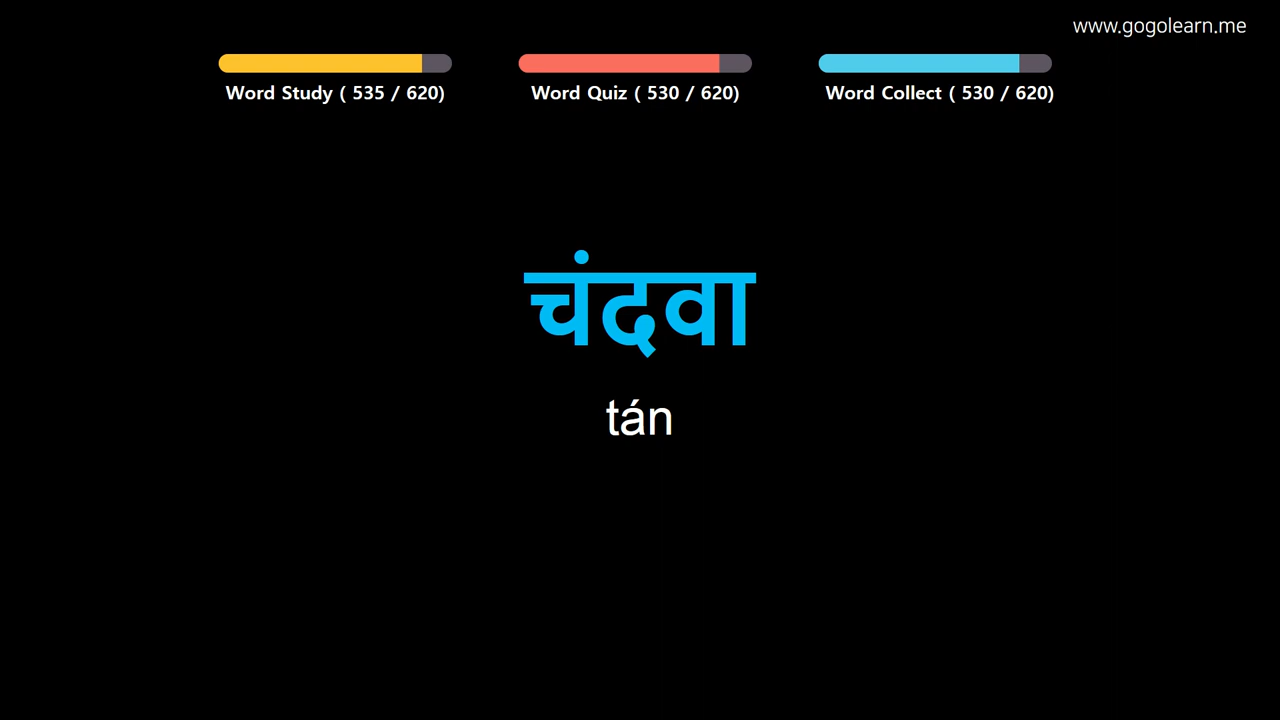 www.gogolearn.me
Word Study ( 535 / 620)
Word Quiz ( 530 / 620)
Word Collect ( 530 / 620)
चंदवा
tán